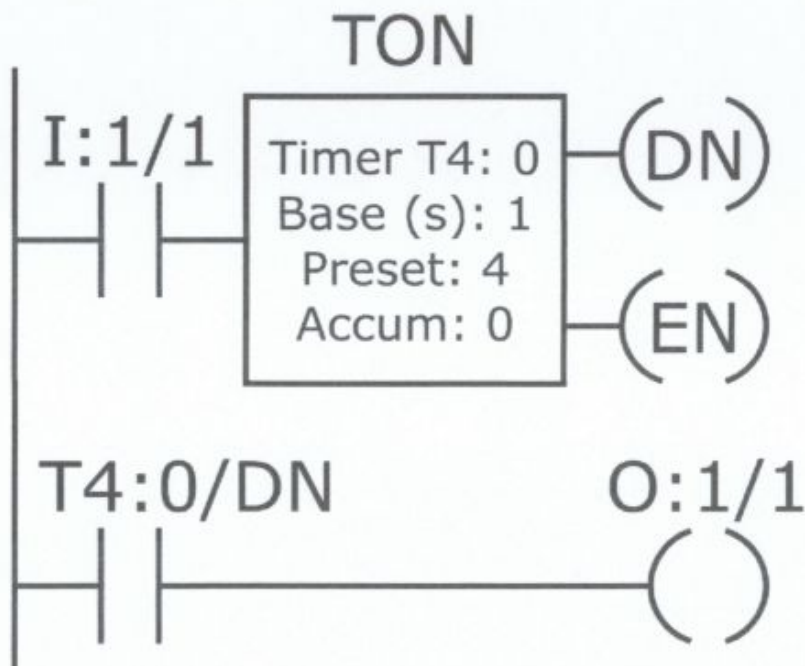 TON
I:1/1
Timer T4: 0
Base (s): 1
Preset: 4
Accum: 0
(DN)
(EN)
T4:0/DN
O:1/1